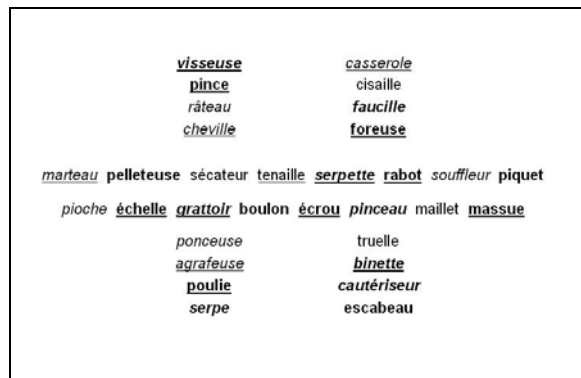 visseuse casserole
pince cisaille
râteau faucille
cheville foreuse
marteau pelleteuse sécateur tenaille serpette rabot souffleur piquet
pioche échelle grattoir boulon écrou pinceau maillet massue
ponceuse truelle
agrafeuse binette
poulie cautériseur
serpe escabeau